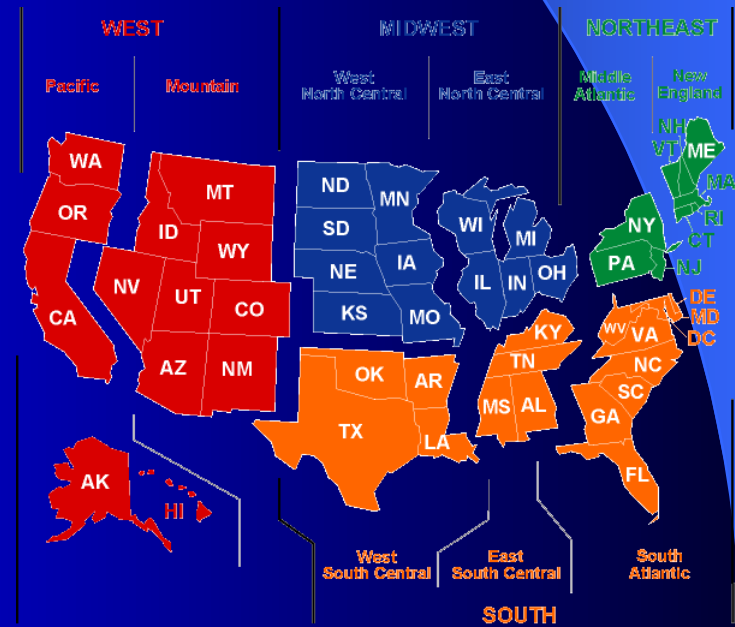 WEST
MIDWEST
NORTHEAST
Pacific
Mountain
West
North Central
East
North Central
Middle
Atlantic
New
England
WA
OR
CA
MT
ID
WY
NV
UT
CO
AZ
NM
AK
HI
ND
MN
SD
NE
IA
KS
MO
WI
MI
IL
IN
OH
NH
VT
ME
MA
RI
CT
NY
PA
NJ
DE
MD
DC
WV
VA
NC
SC
GA
FL
KY
TN
MS
AL
OK
AR
TX
LA
West
South Central
East
South Central
South
Atlantic
SOUTH